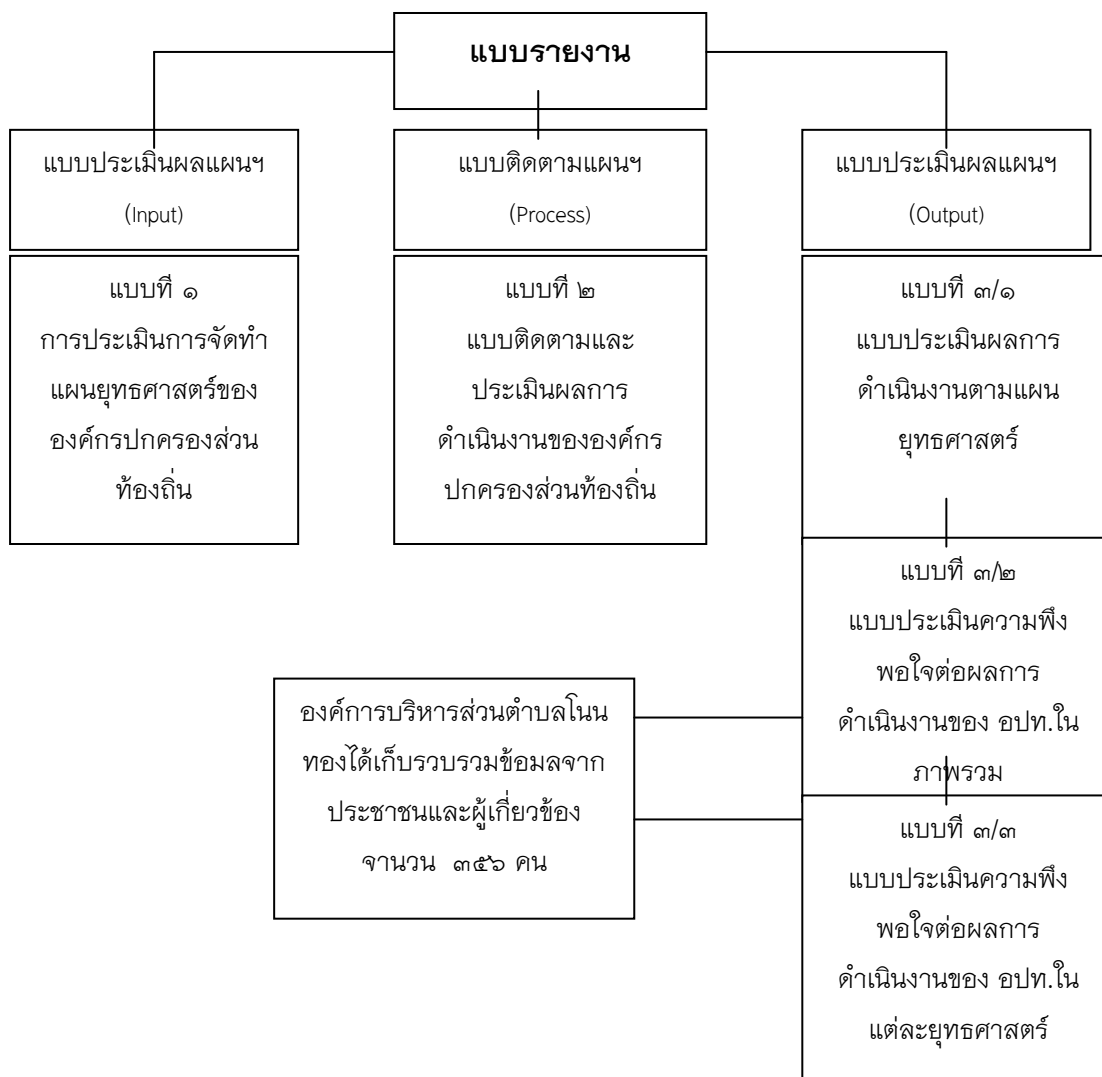 แบบรายงาน
แบบประเมินผลแผนฯ
(Input)
แบบติดตามแผนฯ
(Process)
แบบประเมินผลแผนฯ
(Output)
แบบที่ ๑
การประเมินการจัดทำ
แผนยุทธศาสตร์ของ
องค์กรปกครองส่วน
ท้องถิ่น
แบบที่ ๒
แบบติดตามและ
ประเมินผลการ
ดำเนินงานขององค์กร
ปกครองส่วนท้องถิ่น
แบบที่ ๓/๑
แบบประเมินผลการ
ดำเนินงานตามแผน
ยุทธศาสตร์
แบบที่ ๓/๒
แบบประเมินความพึง
พอใจต่อผลการ
ดำเนินงานของ อปท.ใน
ภาพรวม
องค์การบริหารส่วนตำบลโนน
ทองได้เก็บรวบรวมข้อมลจาก
ประชาชนและผู้เกี่ยวข้อง
จานวน ๓๕๖ คน
แบบที่ ๓/๓
แบบประเมินความพึง
พอใจต่อผลการ
ดำเนินงานของ อปท.ใน
แต่ละยุทธศาสตร์